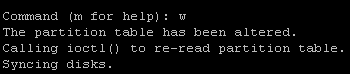 Command (m for help): w
The partition table has been altered.
Calling ioctl() to re-read partition table.
Syncing disks.